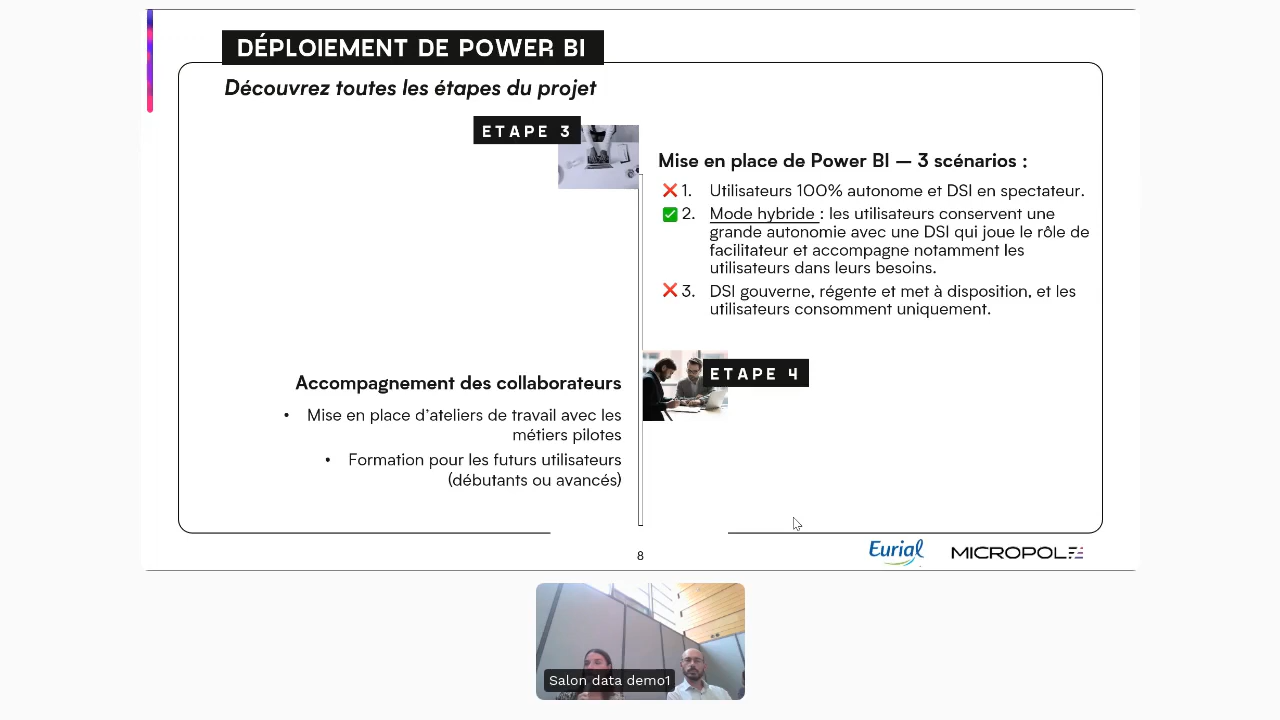 DÉPLOIEMENT DE POWER BI
Découvrez toutes les étapes du projet
ETAPE 3
Mise en place de Power BI – 3 scénarios :
❌ 1. Utilisateurs 100% autonome et DSI en spectateur.
✅ 2. Mode hybride : les utilisateurs conservent une
grande autonomie avec une DSI qui joue le rôle de
facilitateur et accompagne notamment les
utilisateurs dans leurs besoins.
❌ 3. DSI gouverne, régente et met à disposition, et les
utilisateurs consomment uniquement.
ETAPE 4
Accompagnement des collaborateurs
• Mise en place d’ateliers de travail avec les
métiers pilotes
• Formation pour les futurs utilisateurs
(débutants ou avancés)
8
Eurial
MICROPOLE
Salon data demo1